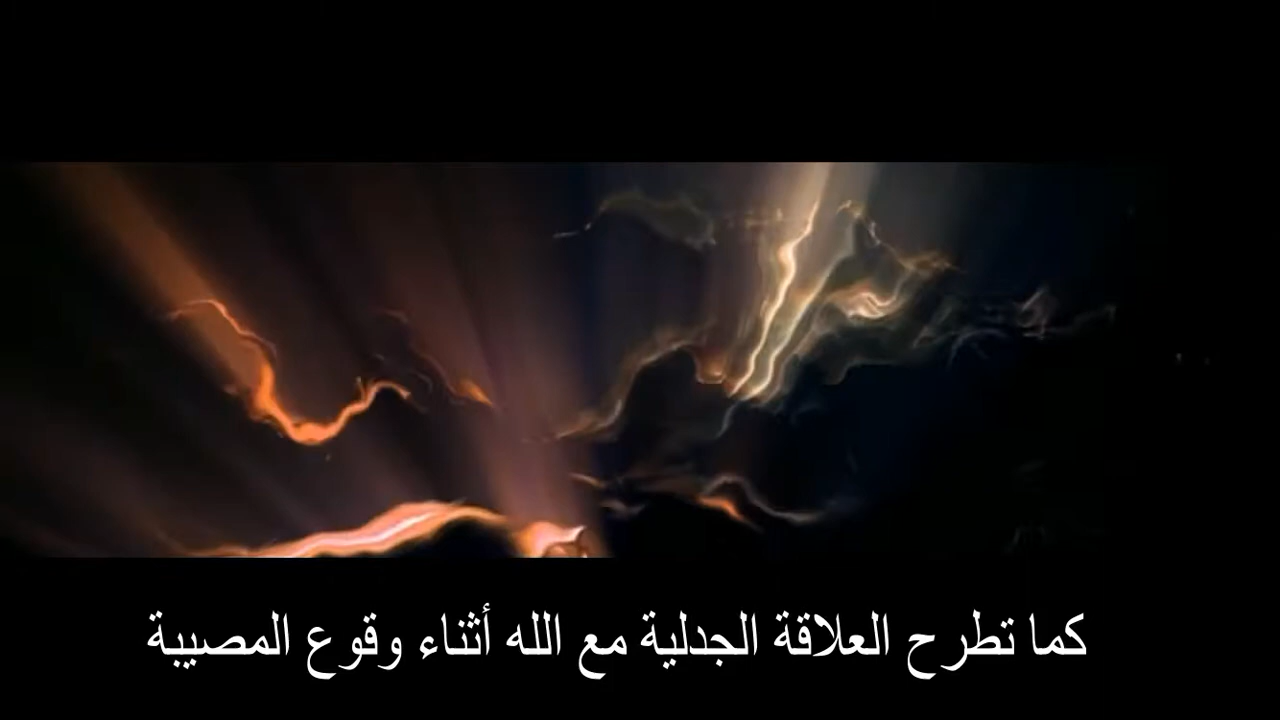 كما تطرح العلاقة الجدلية مع الله أثناء وقوع المصيبة